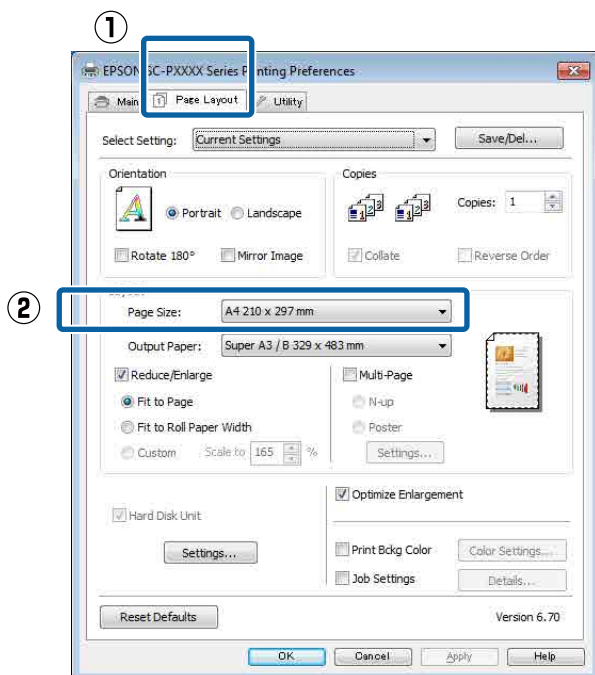 ①
EPSON SC-PXXXX Series Printing Preferences
Main Page Layout Utility
Select Setting: Current Settings Save/Del...
Orientation Copies
Portrait Landscape Copies: 1
Rotate 180° Mirror Image Collate Reverse Order
②
Page Size: A4 210 x 297 mm
Output Paper: Super A3 / B 329 x 483 mm
Reduce/Enlarge Multi-Page
Fit to Page N-up
Fit to Roll Paper Width Poster
Custom Scale to 165 % Settings...
Optimize Enlargement
Hard Disk Unit
Settings... Print Bckg Color Color Settings...
Job Settings Details...
Reset Defaults Version 6.70
OK Cancel Apply Help